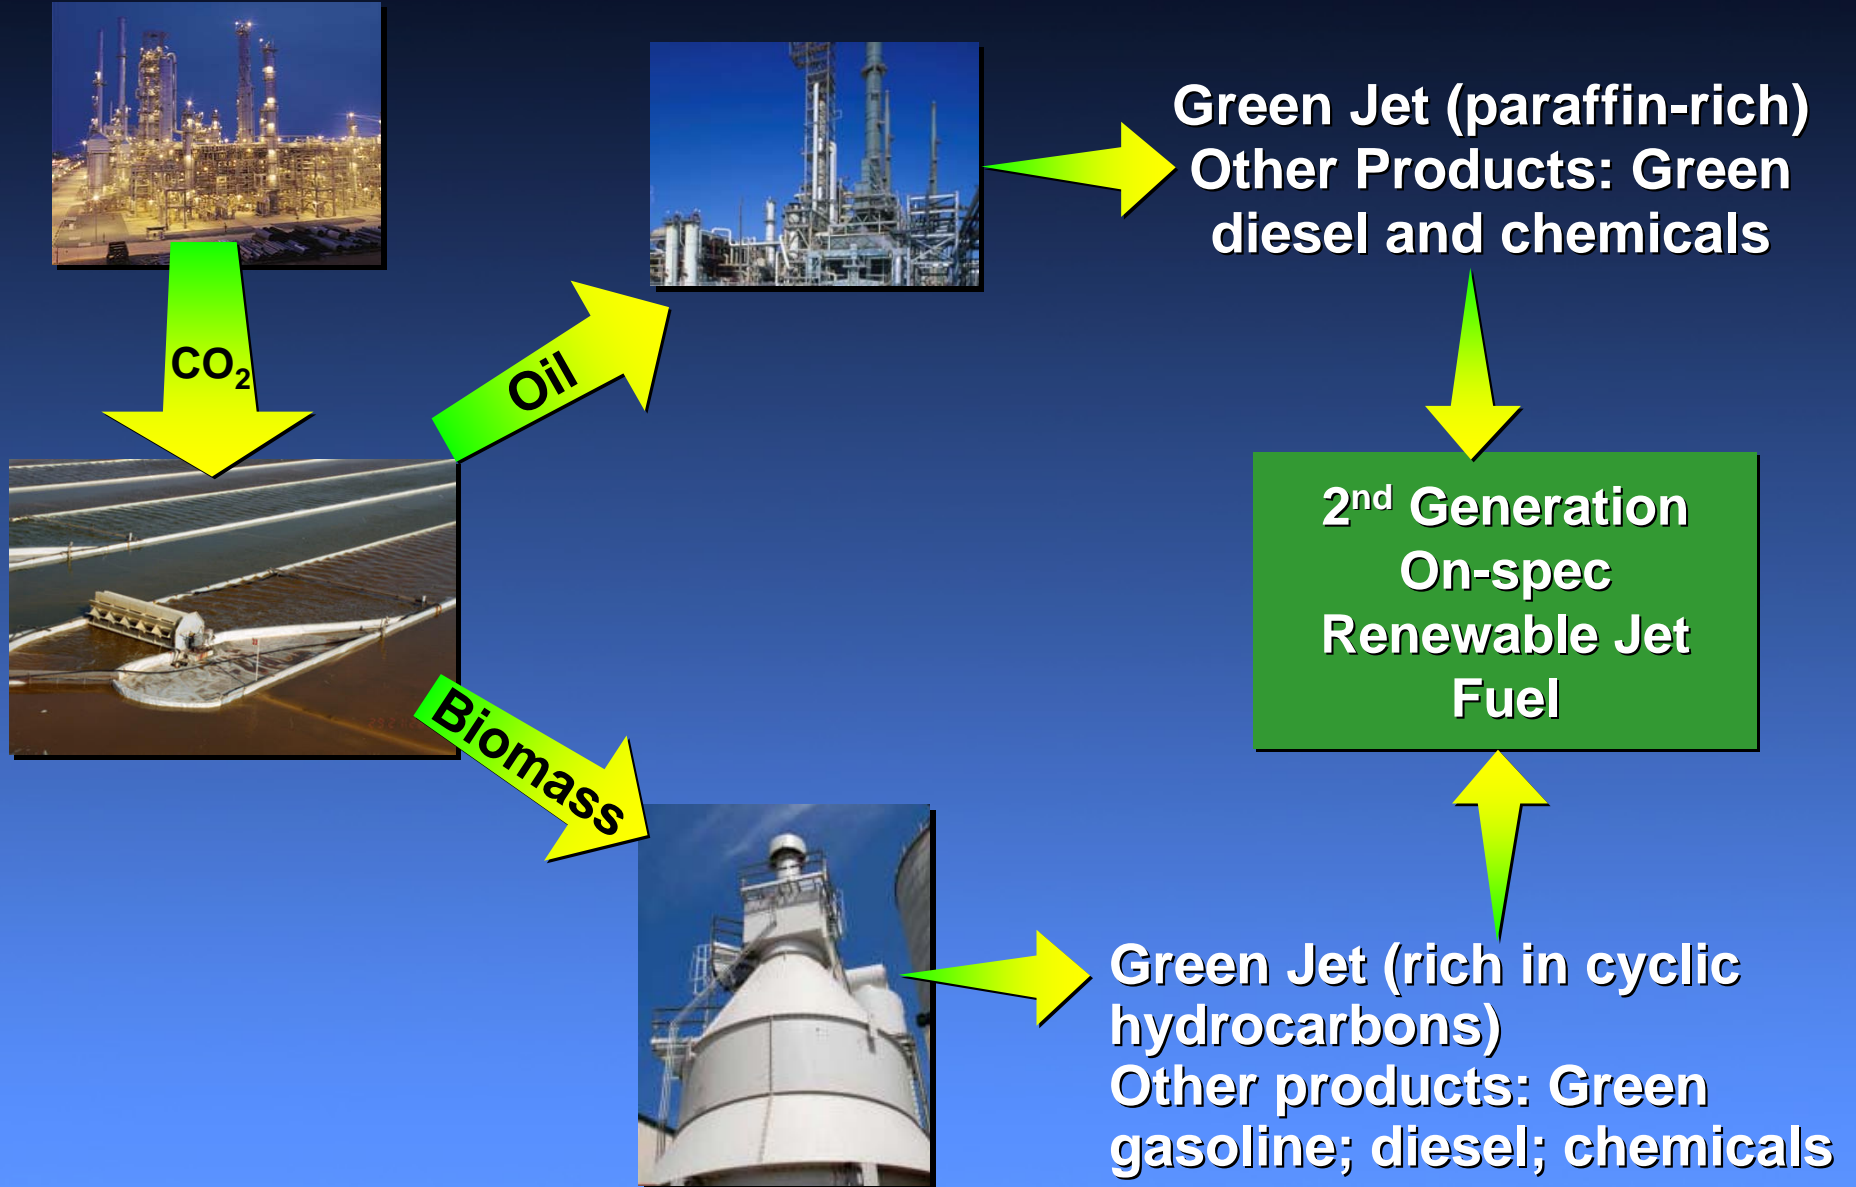 Green Jet (paraffin-rich)
Other Products: Green
diesel and chemicals
CO₂
Oil
2nd Generation
On-spec
Renewable Jet
Fuel
Biomass
Green Jet (rich in cyclic
hydrocarbons)
Other products: Green
gasoline; diesel; chemicals